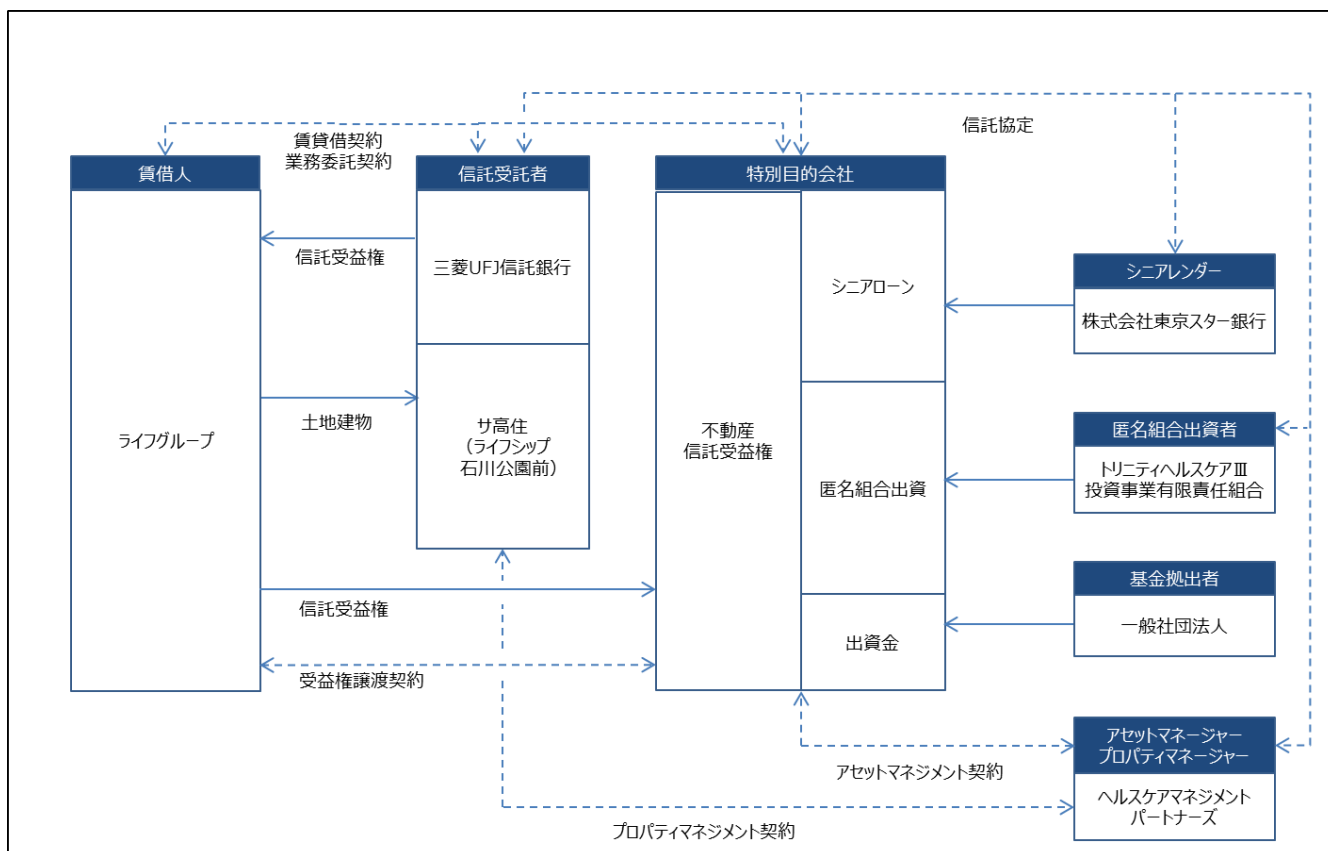 信託協定
賃貸借契約
業務委託契約
賃借人
信託受託者
特別目的会社
信託受益権
三菱UFJ信託銀行
シニアローン
シニアレンダー
株式会社東京スター銀行
ライフグループ
土地建物
サ高住
(ライフシップ
石川公園前)
不動産
信託受益権
匿名組合出資
匿名組合出資者
トリニティヘルスケアⅢ
投資事業有限責任組合
信託受益権
基金拠出者
一般社団法人
出資金
受益権譲渡契約
アセットマネージャー
プロパティマネージャー
アセットマネジメント契約
ヘルスケアマネジメント
パートナーズ
プロパティマネジメント契約